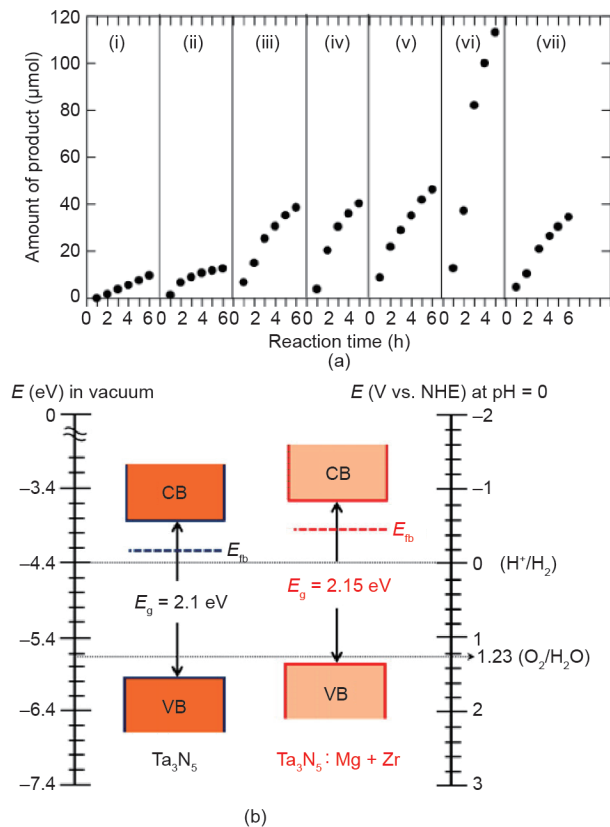 120
100
80
60
40
20
0
Amount of product (μmol)
(i) (ii) (iii) (iv) (v) (vi) (vii)
0 2 4 6 0 2 4 6 0 2 4 6 0 2 4 6 0 2 4 6 0 2 4 6 0 2 4 6
Reaction time (h)
(a)
E (eV) in vacuum
E (V vs. NHE) at pH = 0
0
–3.4
–4.4
–5.4
–6.4
–7.4
CB
Efb
Eg = 2.1 eV
VB
Ta3N5
CB
Efb
Eg = 2.15 eV
VB
Ta3N5: Mg + Zr
–2
–1
0
(H+/H2)
1
1.23 (O2/H2O)
2
3
(b)